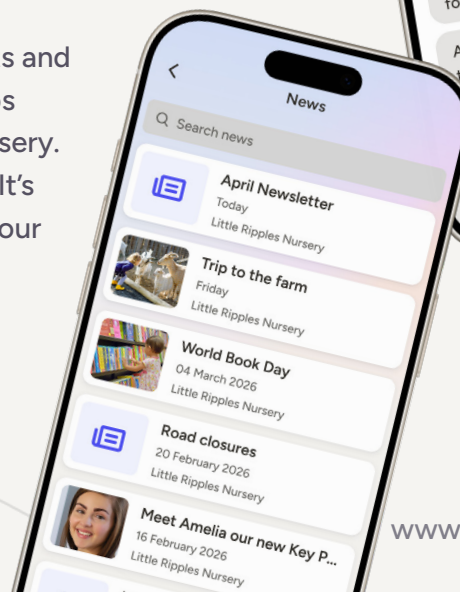 s and
os
sery.
It's
our
fo
A
t
News
Search news
April Newsletter
Today
Little Ripples Nursery
Trip to the farm
Friday
Little Ripples Nursery
World Book Day
04 March 2026
Little Ripples Nursery
Road closures
20 February 2026
Little Ripples Nursery
Meet Amelia our new Key P...
16 February 2026
Little Ripples Nursery
www